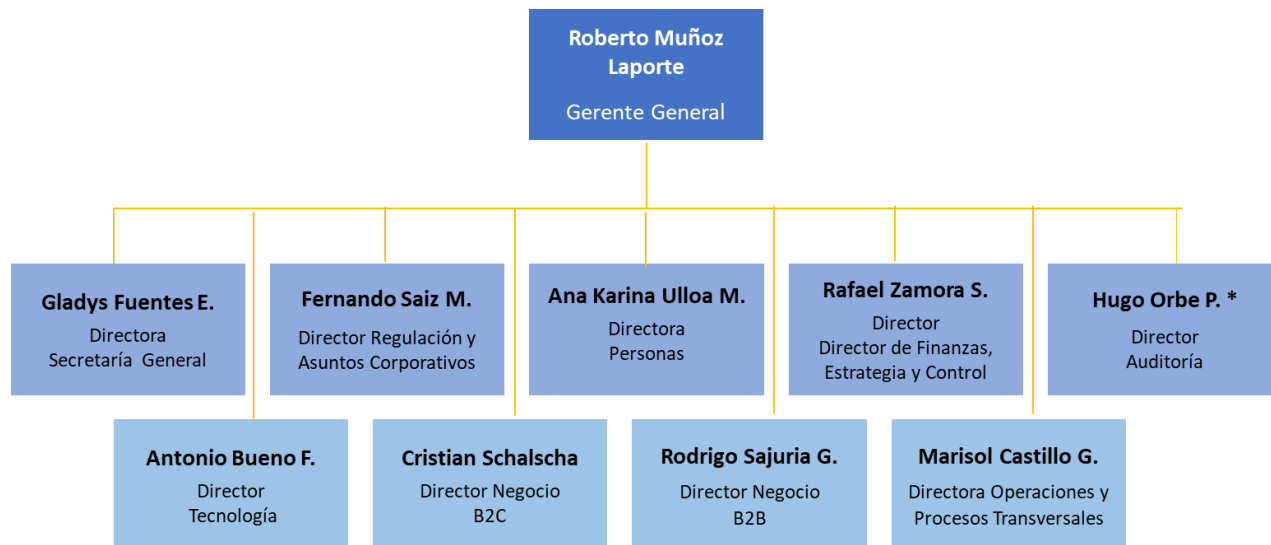 Roberto Muñoz
Laporte
Gerente General
Gladys Fuentes E.
Directora
Secretaría General
Fernando Saiz M.
Director Regulación y
Asuntos Corporativos
Ana Karina Ulloa M.
Directora
Personas
Rafael Zamora S.
Director
Director de Finanzas,
Estrategia y Control
Hugo Orbe P. *
Director
Auditoría
Antonio Bueno F.
Director
Tecnología
Cristian Schalscha
Director Negocio
B2C
Rodrigo Sajuria G.
Director Negocio
B2B
Marisol Castillo G.
Directora Operaciones y
Procesos Transversales